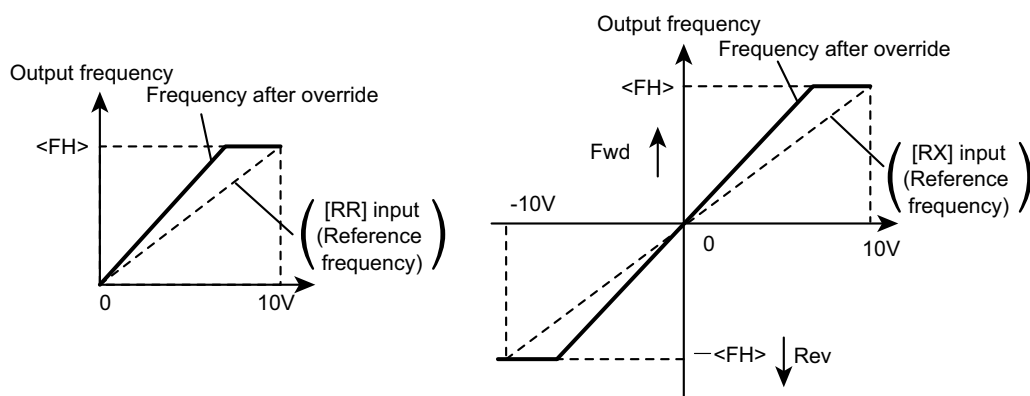 Output frequency
Frequency after override
<FH>
[RR] input
(Reference
frequency)
0
10V
Output frequency
Frequency after override
<FH>
Fwd
[RX] input
(Reference
frequency)
-10V
0
10V
—<FH>
Rev